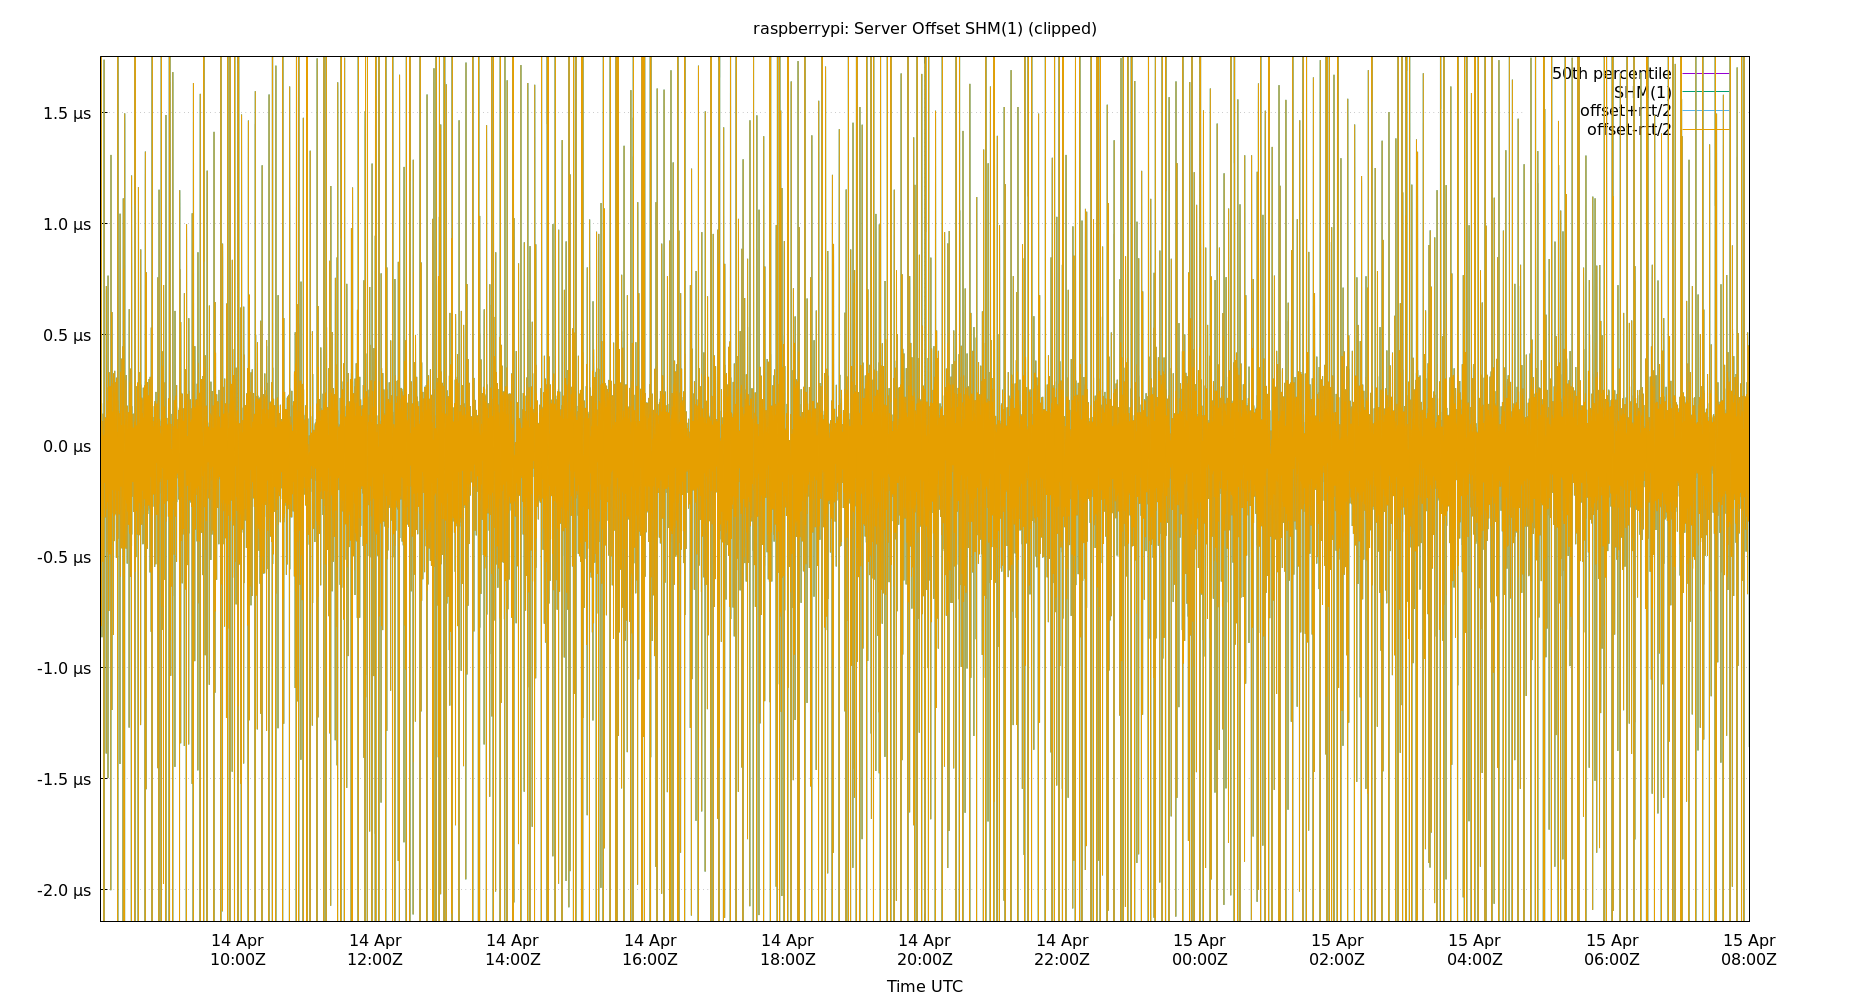 raspberrypi: Server Offset SHM(1) (clipped)
50th percentile
SHM(1)
offset+rtt/2
offset-rtt/2
1.5 µs
1.0 µs
0.5 µs
0.0 µs
-0.5 µs
-1.0 µs
-1.5 µs
-2.0 µs
14 Apr 14 Apr 14 Apr 14 Apr 14 Apr 14 Apr 14 Apr 15 Apr 15 Apr 15 Apr 15 Apr 15 Apr
10:00Z 12:00Z 14:00Z 16:00Z 18:00Z 20:00Z 22:00Z 00:00Z 02:00Z 04:00Z 06:00Z 08:00Z
Time UTC